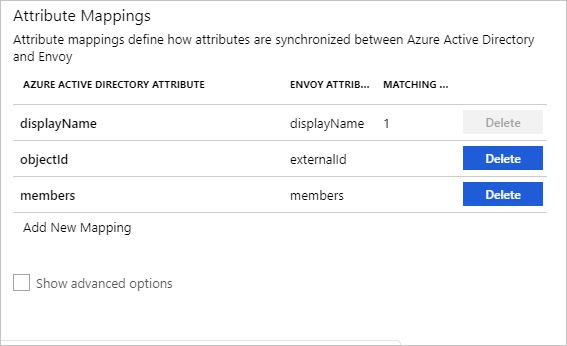 Attribute Mappings
Attribute mappings define how attributes are synchronized between Azure Active Directory
and Envoy
AZURE ACTIVE DIRECTORY ATTRIBUTE ENVOY ATTRIB... MATCHING ...
displayName displayName 1 Delete
objectId externalId Delete
members members Delete
Add New Mapping
Show advanced options